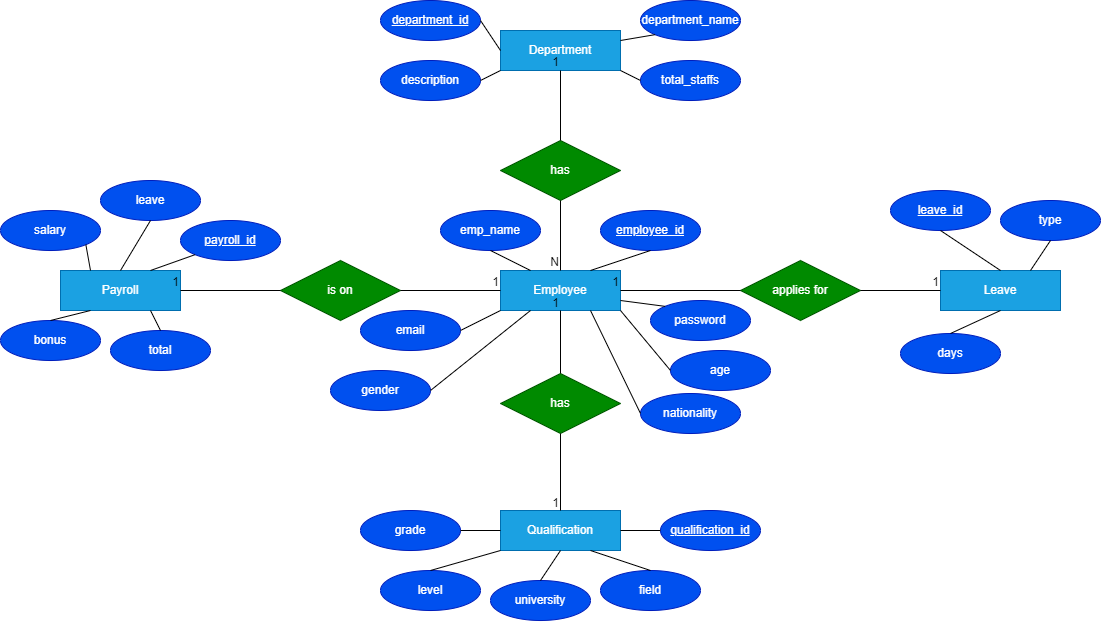 department_id
department_name
Department
1
description
total_staffs
has
leave
salary
payroll_id
emp_name
employee_id
leave_id
type
N
Payroll
1
is on
1
Employee
1
1
applies for
1
Leave
bonus
total
email
password
days
gender
age
nationality
has
1
grade
Qualification
qualification_id
level
university
field